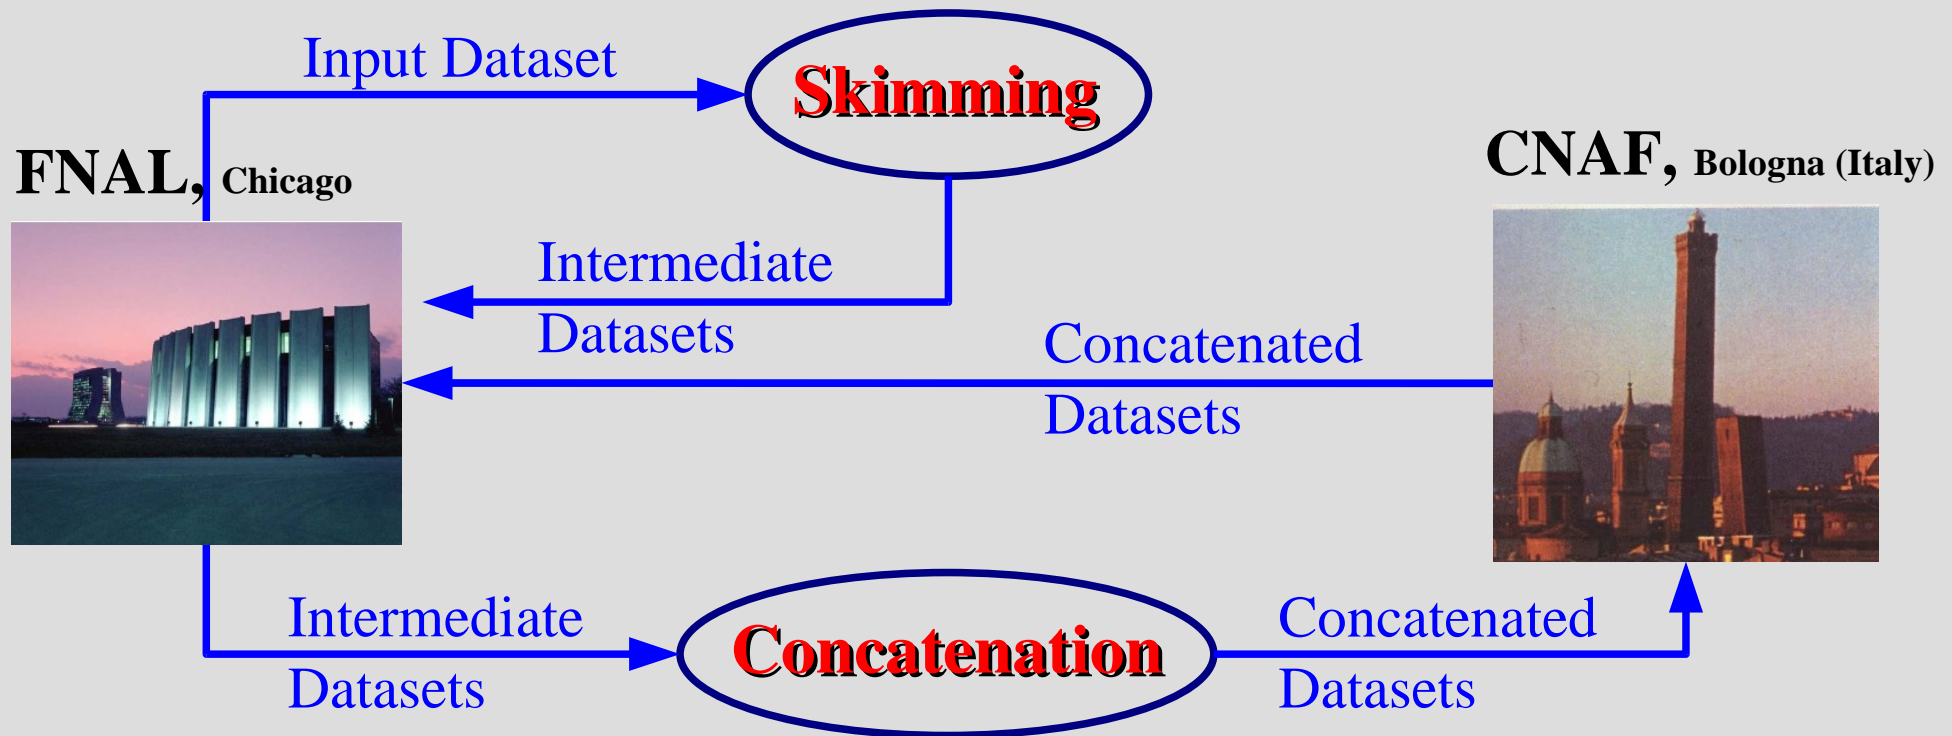 Input Dataset
Skimming
FNAL, Chicago
CNAF, Bologna (Italy)
Intermediate
Datasets
Concatenated
Datasets
Intermediate
Datasets
Concatenation
Concatenated
Datasets